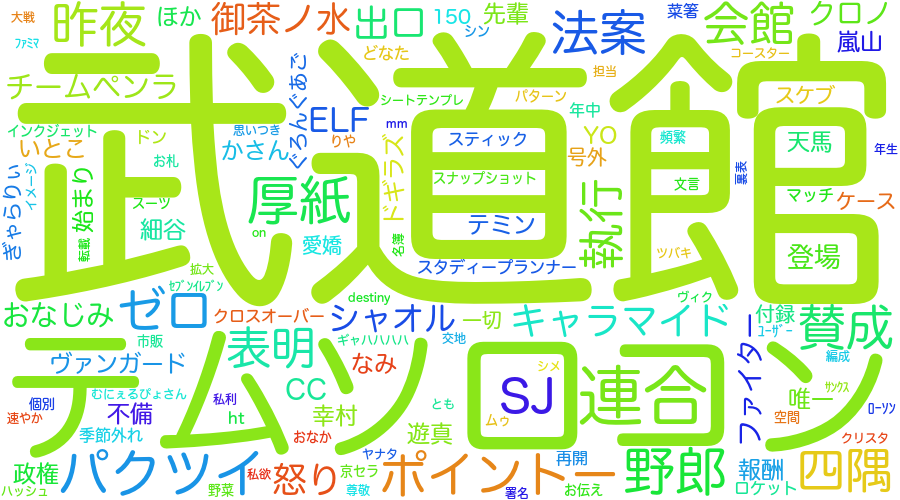 大戦
昨夜
ほか
御茶ノ水
出口
150
先輩
法案
菜箸
会館
クロノ
ファミマ
シン
嵐山
どなた
コースター
チームペンラ
武道館
担当
シートテンプレ
パターン
スケブ
ぐろんぐあご
ELF
mm
年中
インクジェット
思いつき
ドン
りや
スティック
YO
頻繁
天馬
いとこ
かさん
号外
年生
お札
ドギラズ
裏表
ぎゃらりぃ
イメージ
始まり
スナップショット
文言
マッチ
ケース
スーツ
厚紙
執行
細谷
テミン
on
愛嬌
名簿
転載
ツバキ
登場
拡大
スタディープランナー
セブンイレブン
destiny
ヴィク
おなじみ
ゼロ
クロスオーバー
シャオル
一切
キャラマイド
付録
ユーザー
賛成
市販
ギャハハハハ
交地
テムソン
表明
編成
ヴァンガード
なみ
ロ
SJ
連合
ファイター
むにぇるぴょさん
CC
シメ
サンクス
唯一
個別
私利
とも
ローソン
速やか
不備
ht
幸村
ムゥ
空間
季節外れ
おなか
遊真
クリスタ
政権
パクツイ
ヤナタ
再開
報酬
四隅
私欲
怒り
京セラ
ポイントー
野郎
ロケット
ハッシュ
野菜
尊敬
署名
お伝え